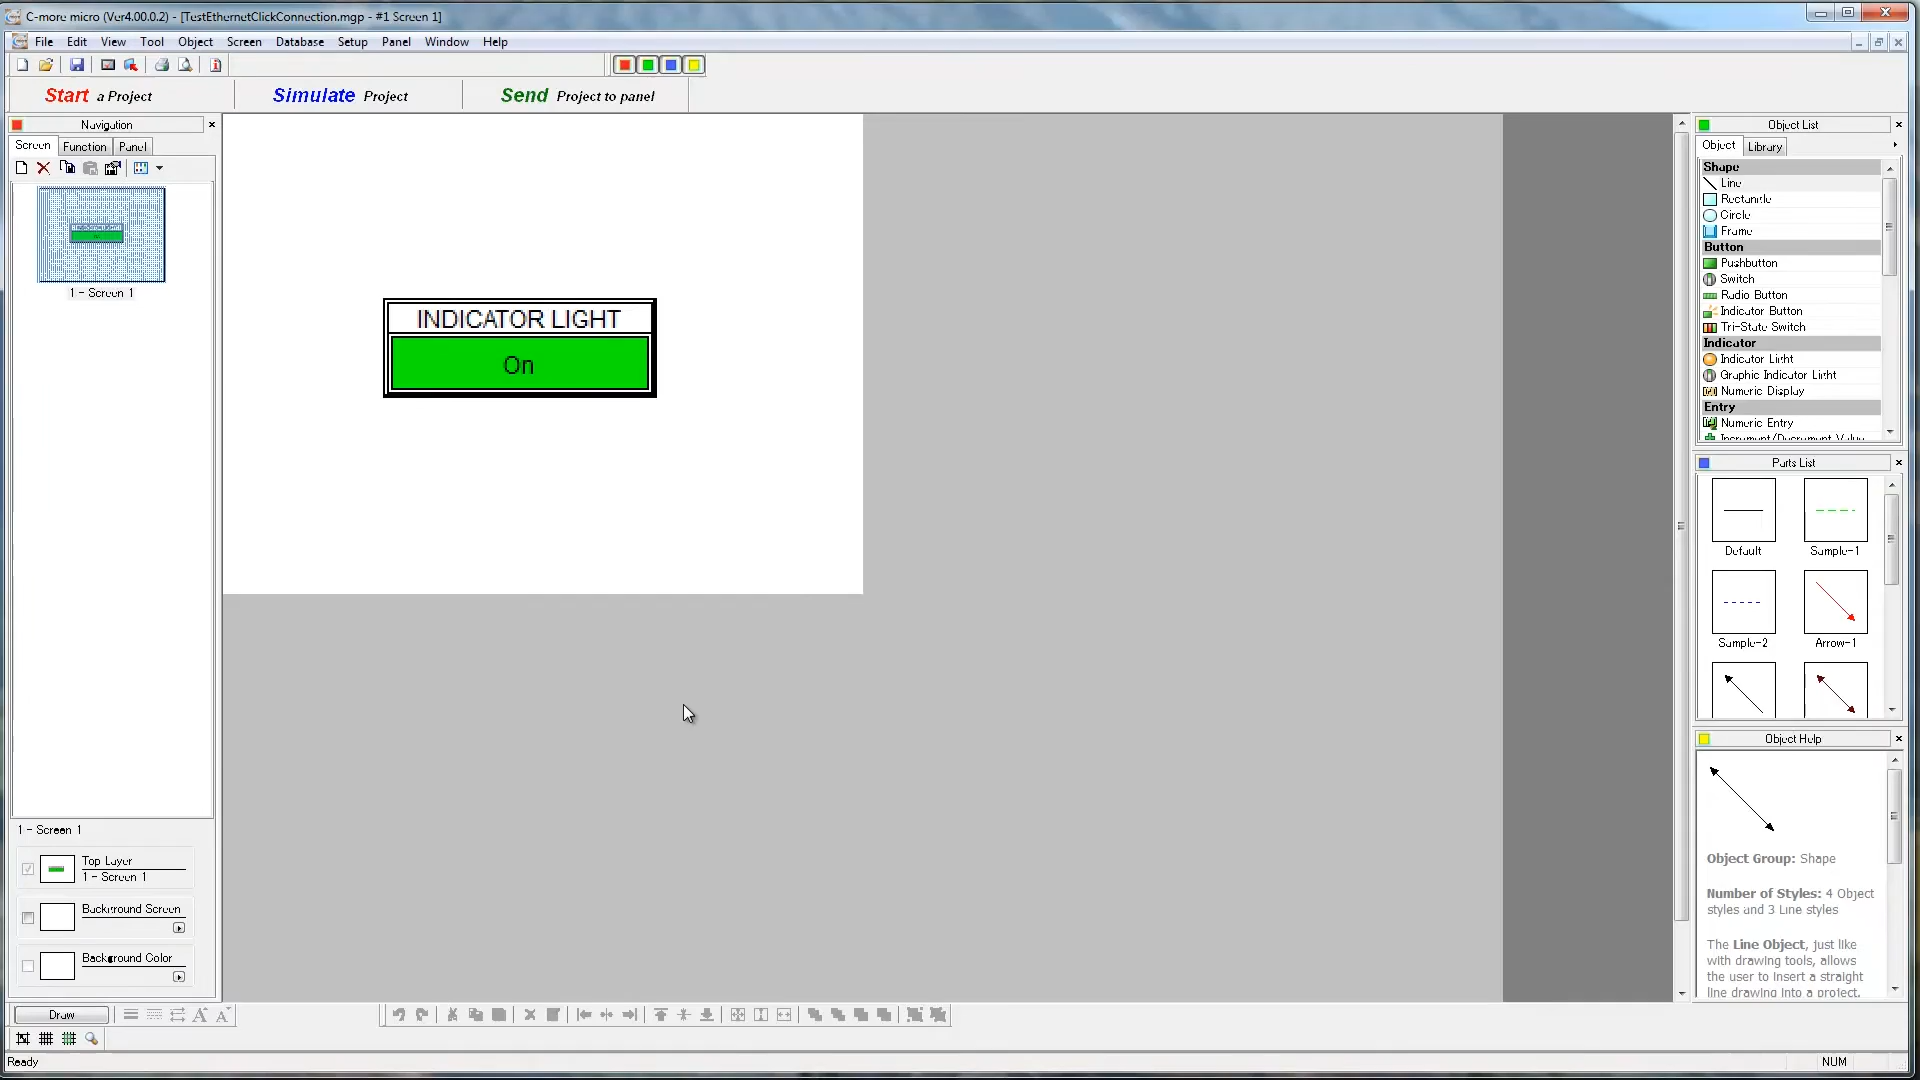 C-more micro (Ver4.00.0.2) - [TestEthernetClickConnection.mgp - #1 Screen 1]
File Edit View Tool Object Screen Database Setup Panel Window Help
Start a Project Simulate Project Send Project to panel
Navigation
Screen Function Panel
1 - Screen 1
1 - Screen 1
Top Layer
1 - Screen 1
Background Screen
Background Color
INDICATOR LIGHT
On
Object List
Object Library
Shape
Line
Rectangle
Circle
Frame
Button
Pushbutton
Switch
Radio Button
Indicator Button
Tri-State Switch
Indicator
Indicator Light
Graphic Indicator Light
Numeric Display
Entry
Numeric Entry
Increment/Decrement Value
Parts List
Default Sample-1
Sample-2 Arrow-1
Object Help
Object Group: Shape
Number of Styles: 4 Object
styles and 3 Line styles
The Line Object, just like
with drawing tools, allows
the user to insert a straight
line drawing into a project.
Draw
Ready
NUM